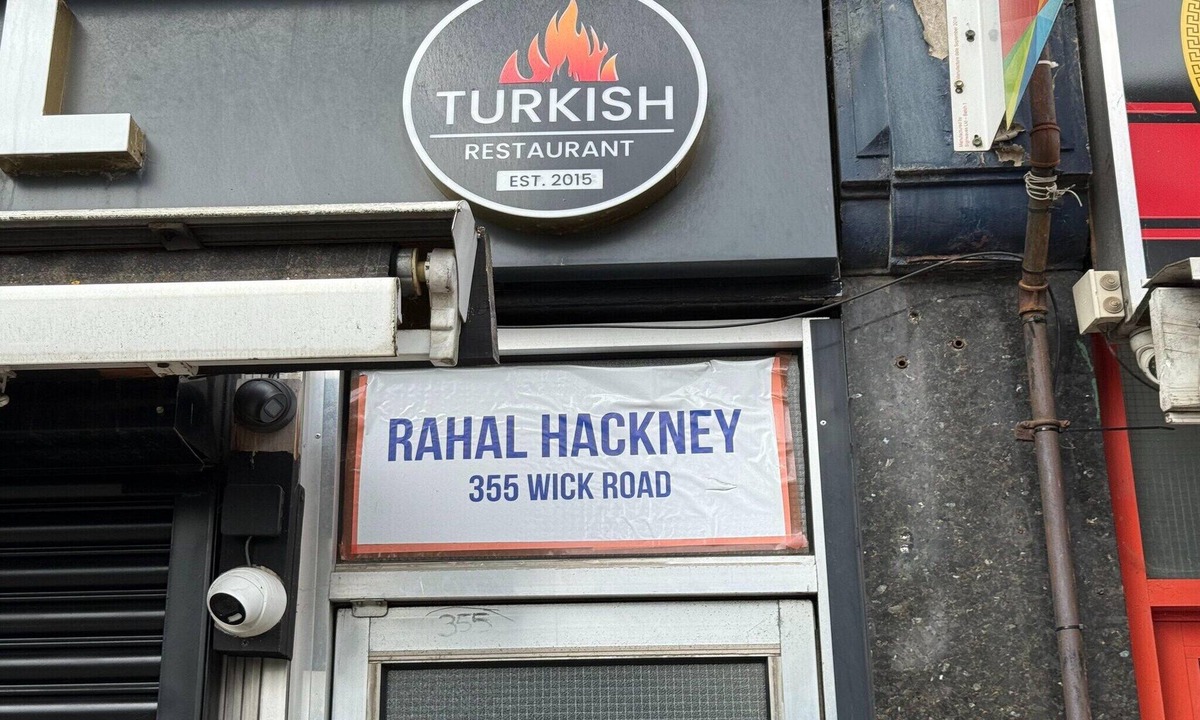 L
TURKISH
RESTAURANT
EST. 2015
RAHAL HACKNEY
355 WICK ROAD
355